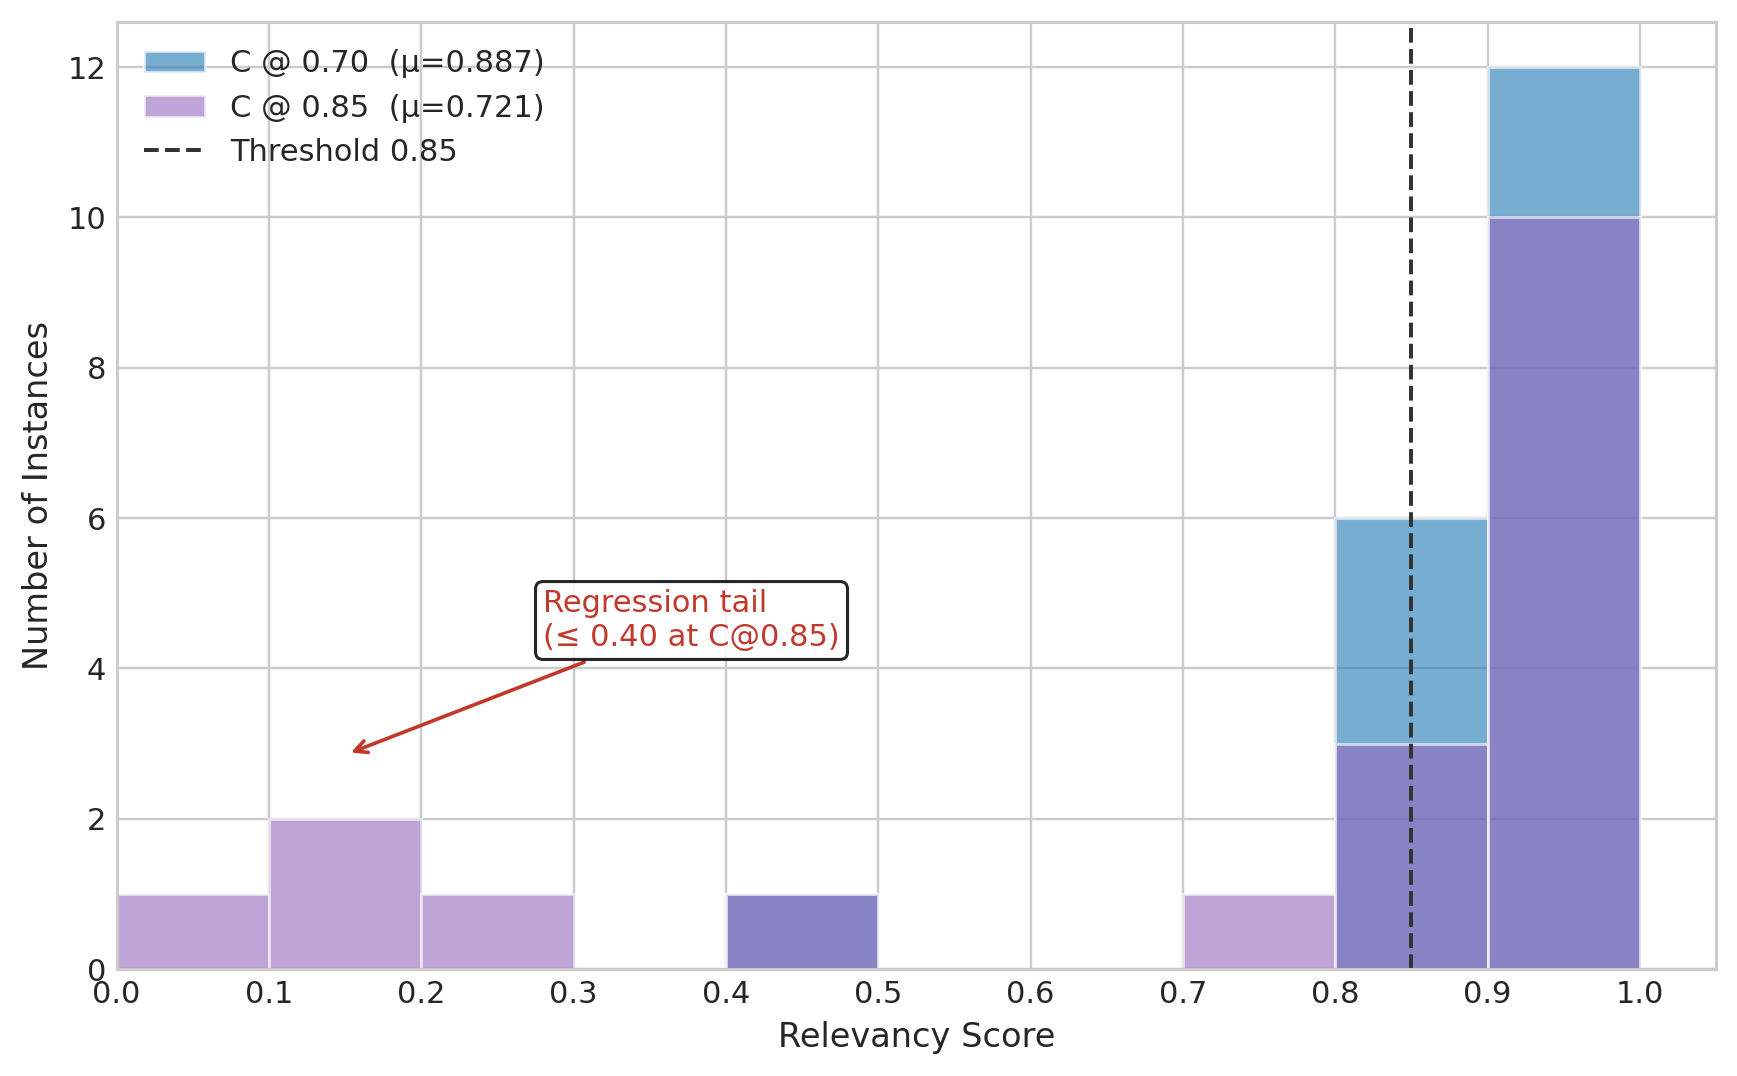 C @ 0.70 (μ=0.887)
C @ 0.85 (μ=0.721)
Threshold 0.85
12
10
8
6
4
2
0
Number of Instances
Regression tail
(≤ 0.40 at C@0.85)
0.0 0.1 0.2 0.3 0.4 0.5 0.6 0.7 0.8 0.9 1.0
Relevancy Score